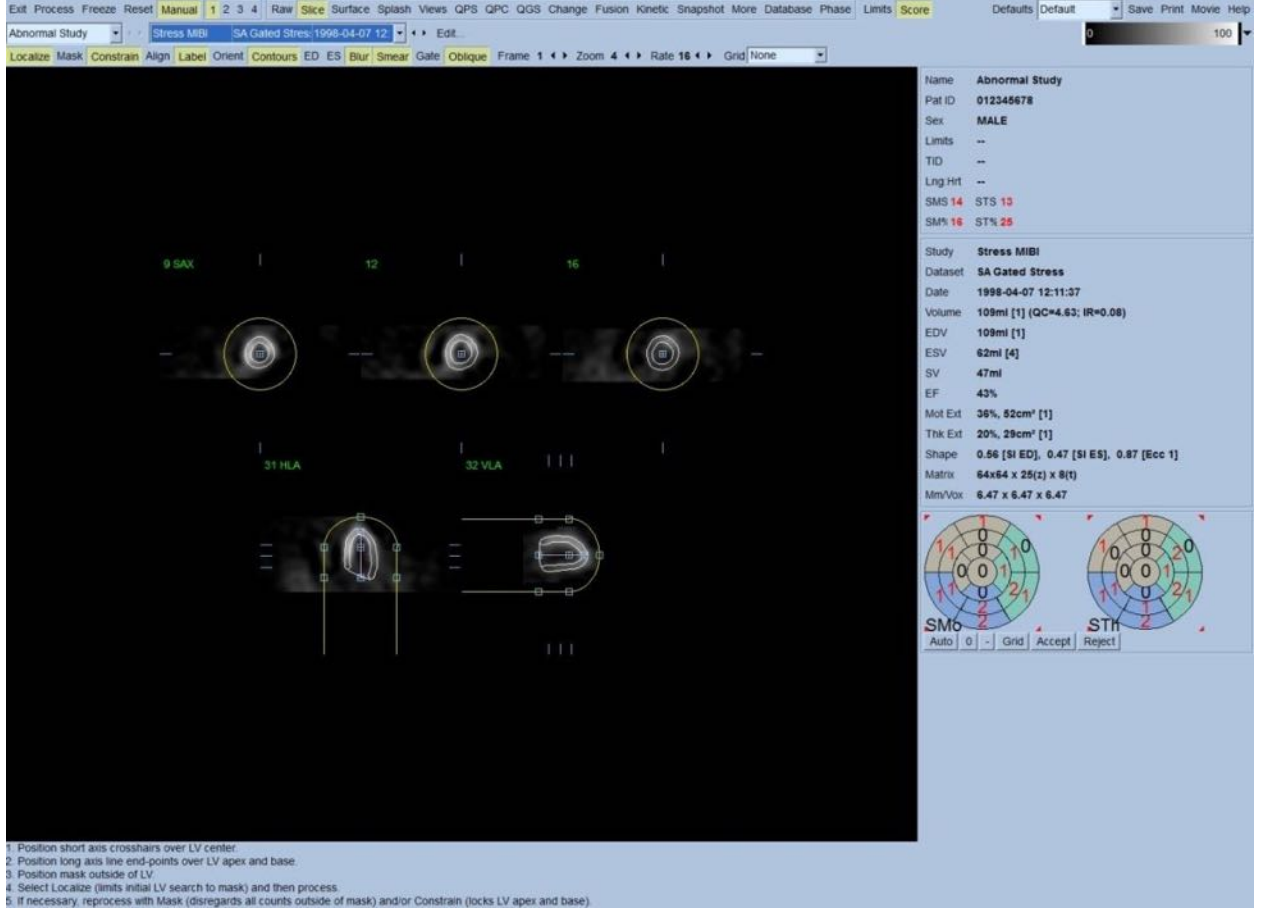 Exit Process Freeze Reset Manual 1 2 3 4 Raw Slice Surface Splash Views QPS QPC QGS Change Fusion Kinetic Snapshot More Database Phase Limits Score Defaults Default Save Print Movie Help
Abnormal Study Stress MIBI SA Gated Stres: 1998-04-07 12: Edit... 0 100
Localize Mask Constrain Align Label Orient Contours ED ES Blur Smear Gate Oblique Frame 1 Zoom 4 Rate 16 Grid None
Name Abnormal Study
Pat ID 012345678
Sex MALE
Limits --
TID --
Lng:Hrt --
SMS 14 STS 13
SM% 16 ST% 25
9 SAX 12 16
31 HLA 32 VLA
Study Stress MIBI
Dataset SA Gated Stress
Date 1998-04-07 12:11:37
Volume 109ml [1] (QC=4.63; IR=0.08)
EDV 109ml [1]
ESV 62ml [4]
SV 47ml
EF 43%
Mot Ext 36%, 52cm² [1]
Thk Ext 20%, 29cm² [1]
Shape 0.56 [SI ED], 0.47 [SI ES], 0.87 [Ecc 1]
Matrix 64x64 x 25(z) x 8(t)
Mm/Vox 6.47 x 6.47 x 6.47
SMo STh
Auto 0 - Grid Accept Reject
1. Position short axis crosshairs over LV center.
2. Position long axis line end-points over LV apex and base.
3. Position mask outside of LV.
4. Select Localize (limits initial LV search to mask) and then process.
5. If necessary, reprocess with Mask (disregards all counts outside of mask) and/or Constrain (locks LV apex and base).